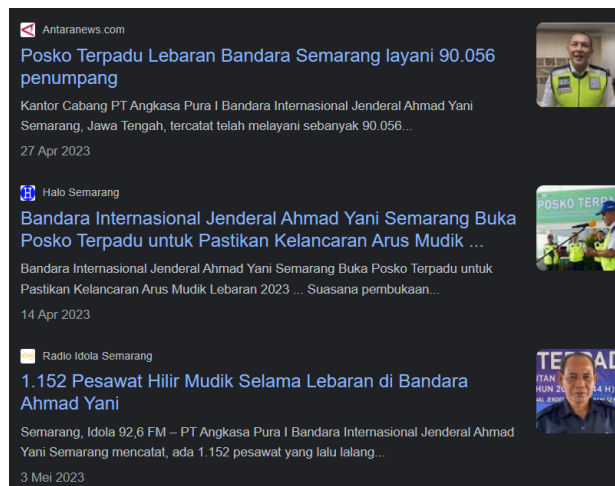 Antaranews.com
Posko Terpadu Lebaran Bandara Semarang layani 90.056
penumpang
Kantor Cabang PT Angkasa Pura I Bandara Internasional Jenderal Ahmad Yani
Semarang, Jawa Tengah, tercatat telah melayani sebanyak 90.056...
27 Apr 2023
Halo Semarang
POSKO TERPA
Bandara Internasional Jenderal Ahmad Yani Semarang Buka
Posko Terpadu untuk Pastikan Kelancaran Arus Mudik ...
Bandara Internasional Jenderal Ahmad Yani Semarang Buka Posko Terpadu untuk
Pastikan Kelancaran Arus Mudik Lebaran 2023 ... Suasana pembukaan...
14 Apr 2023
Radio Idola Semarang
1.152 Pesawat Hilir Mudik Selama Lebaran di Bandara
Ahmad Yani
Semarang, Idola 92,6 FM – PT Angkasa Pura I Bandara Internasional Jenderal Ahmad
Yani Semarang mencatat, ada 1.152 pesawat yang lalu lalang...
3 Mei 2023